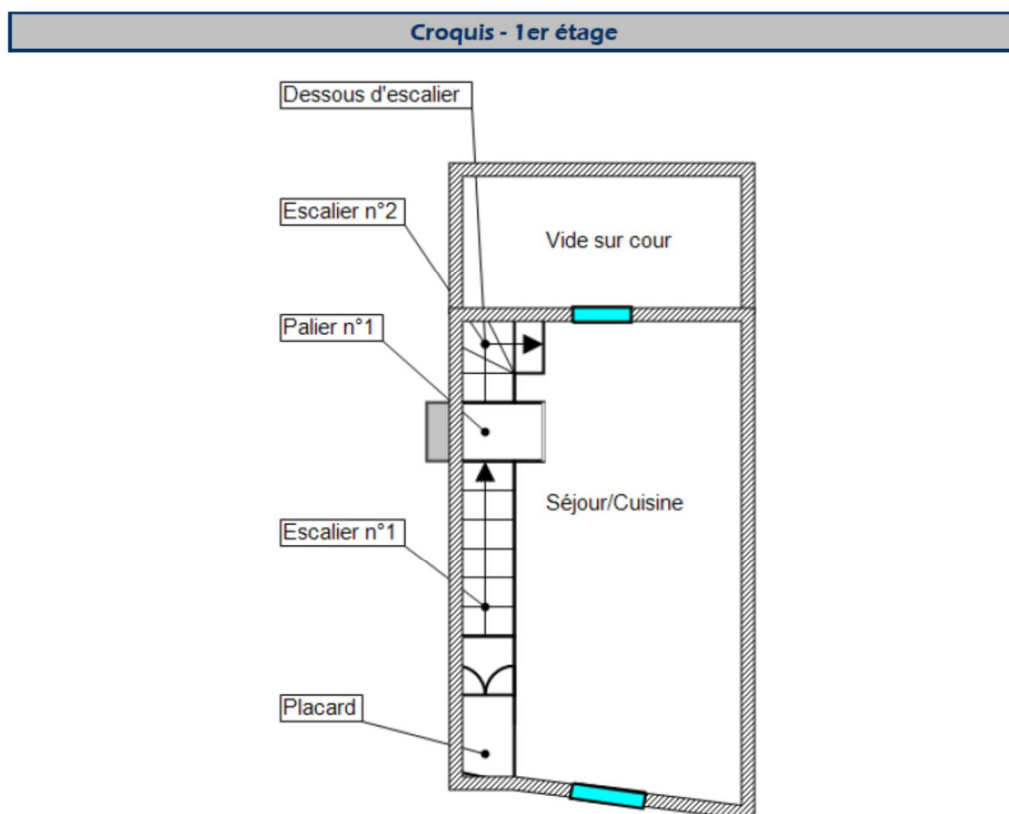 Croquis - 1er étage
Dessous d'escalier
Escalier n°2
Vide sur cour
Palier n°1
Séjour/Cuisine
Escalier n°1
Placard